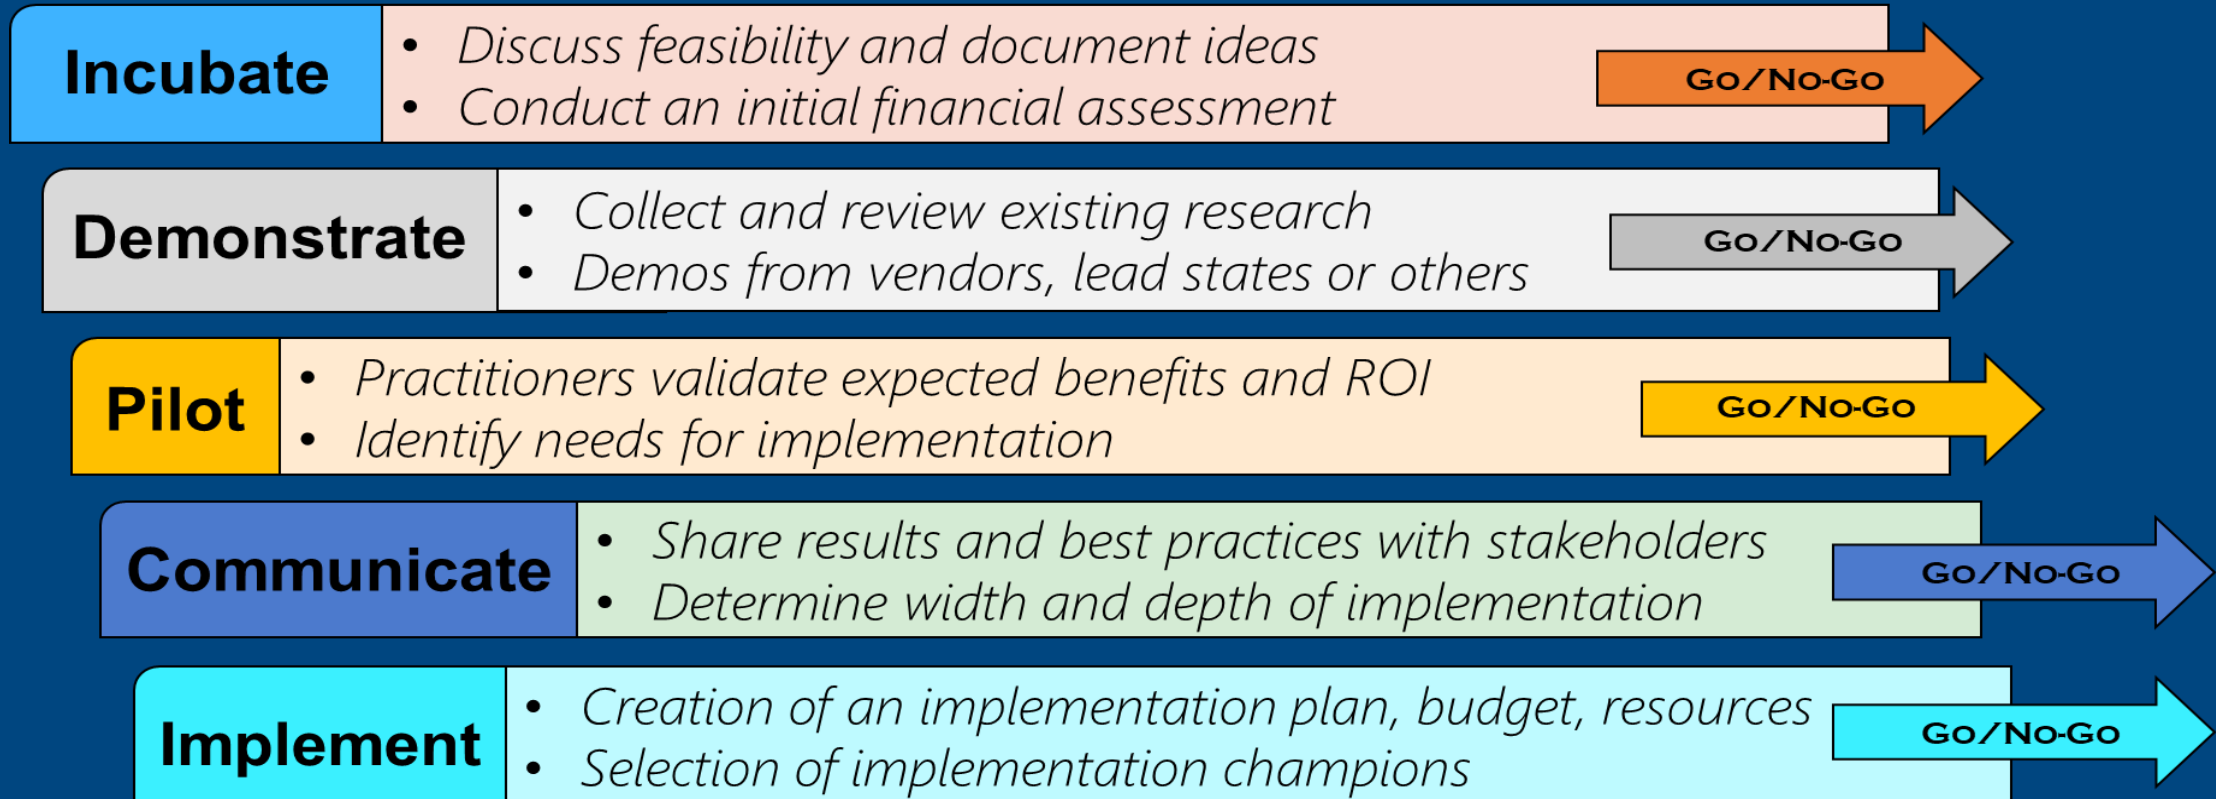 Incubate
• Discuss feasibility and document ideas
• Conduct an initial financial assessment
Go/No-Go
Demonstrate
• Collect and review existing research
• Demos from vendors, lead states or others
Go/No-Go
Pilot
• Practitioners validate expected benefits and ROI
• Identify needs for implementation
Go/No-Go
Communicate
• Share results and best practices with stakeholders
• Determine width and depth of implementation
Go/No-Go
Implement
• Creation of an implementation plan, budget, resources
• Selection of implementation champions
Go/No-Go